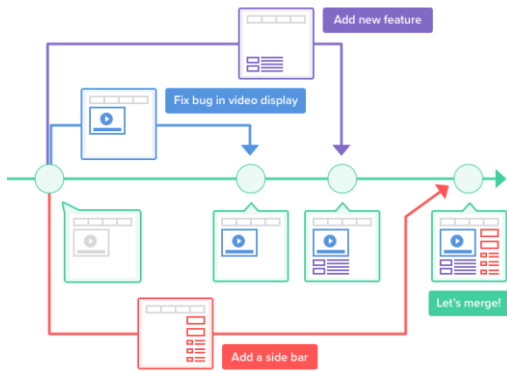 Add new feature
Fix bug in video display
Let's merge!
Add a side bar